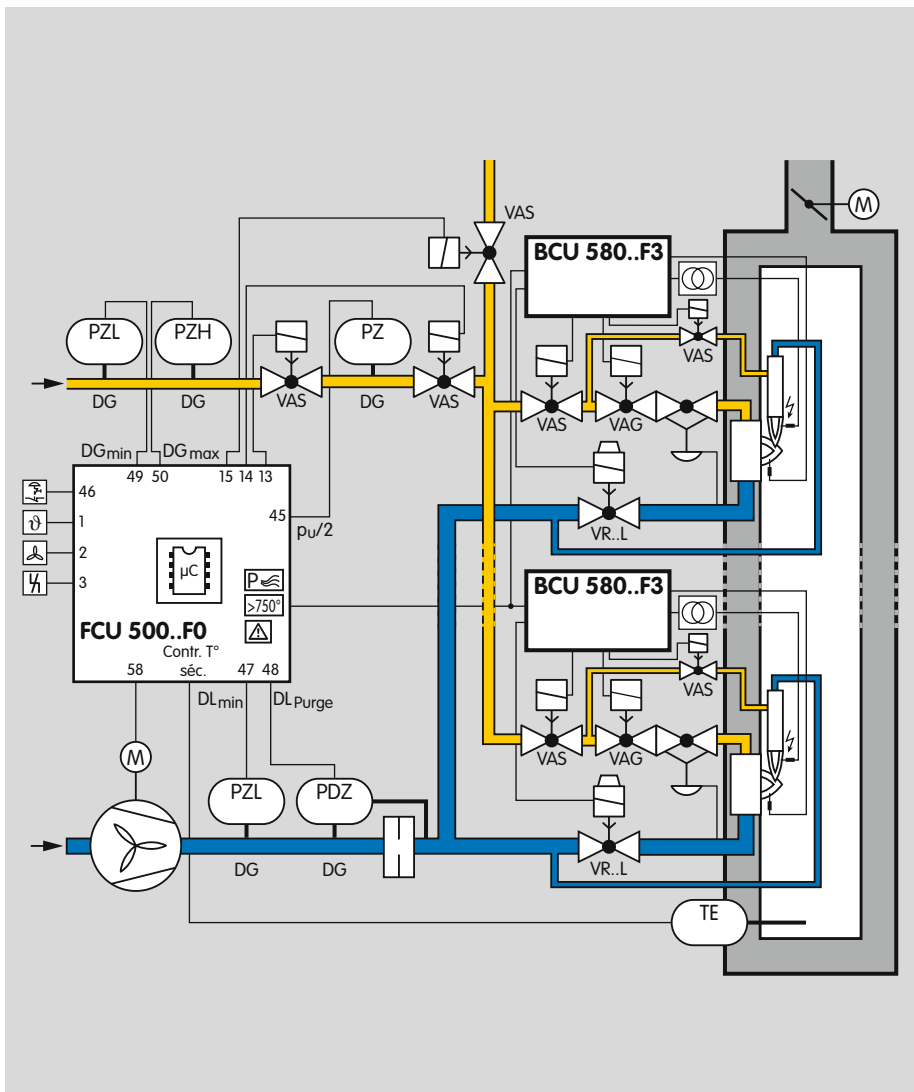 VAS
M
BCU 580..F3
PZL
PZH
PZ
VAS
DG
DG
VAS
DG
VAS
VAS
VAG
DGmin
49
50
DGmax
15
14
13
46
1
2
3
45
pu/2
VR..L
µC
P
>750°
BCU 580..F3
FCU 500..F0
Contr. T°
séc.
58
47
48
DLmin
DLPurge
VAS
M
VAS
VAG
PZL
PDZ
DG
DG
VR..L
TE